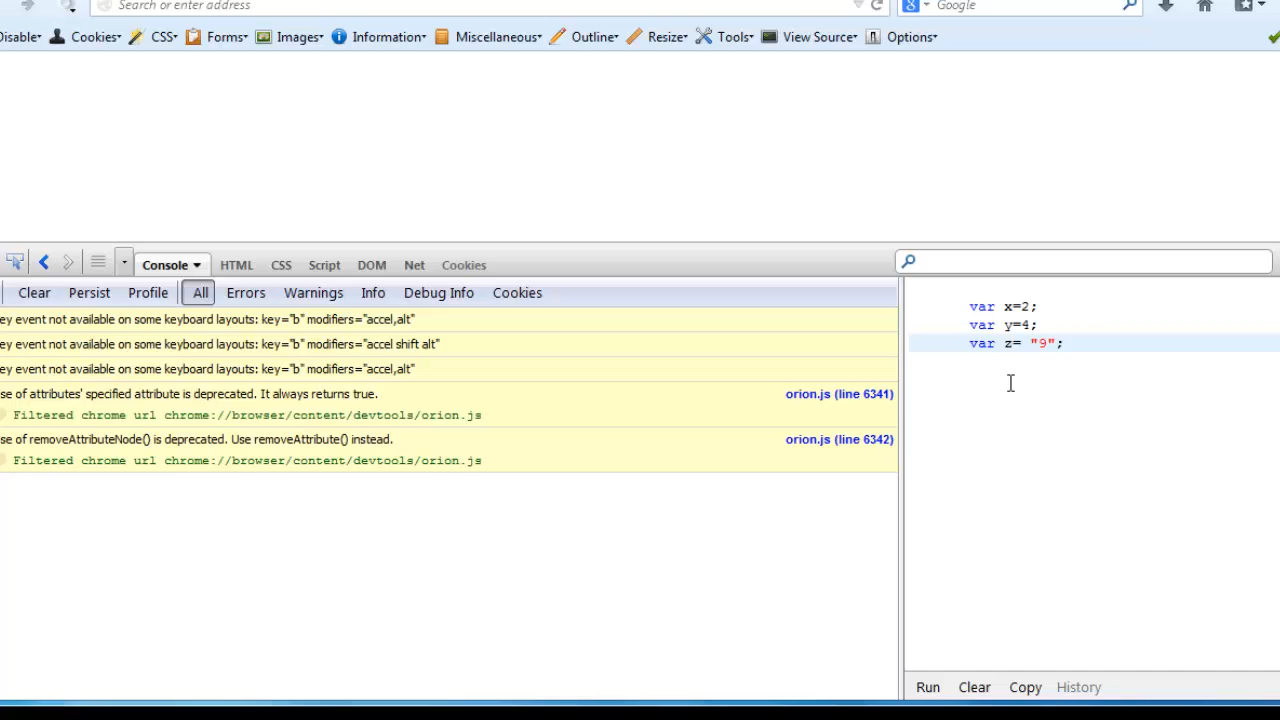 Search or enter address
Google
Disable
Cookies
CSS
Forms
Images
Information
Miscellaneous
Outline
Resize
Tools
View Source
Options
Console
HTML
CSS
Script
DOM
Net
Cookies
Clear
Persist
Profile
All
Errors
Warnings
Info
Debug Info
Cookies
ey event not available on some keyboard layouts: key="b" modifiers="accel,alt"
ey event not available on some keyboard layouts: key="b" modifiers="accel shift alt"
ey event not available on some keyboard layouts: key="b" modifiers="accel,alt"
se of attributes' specified attribute is deprecated. It always returns true.
orion.js (line 6341)
Filtered chrome url chrome://browser/content/devtools/orion.js
se of removeAttributeNode() is deprecated. Use removeAttribute() instead.
orion.js (line 6342)
Filtered chrome url chrome://browser/content/devtools/orion.js
var x=2;
var y=4;
var z= "9";
Run
Clear
Copy
History